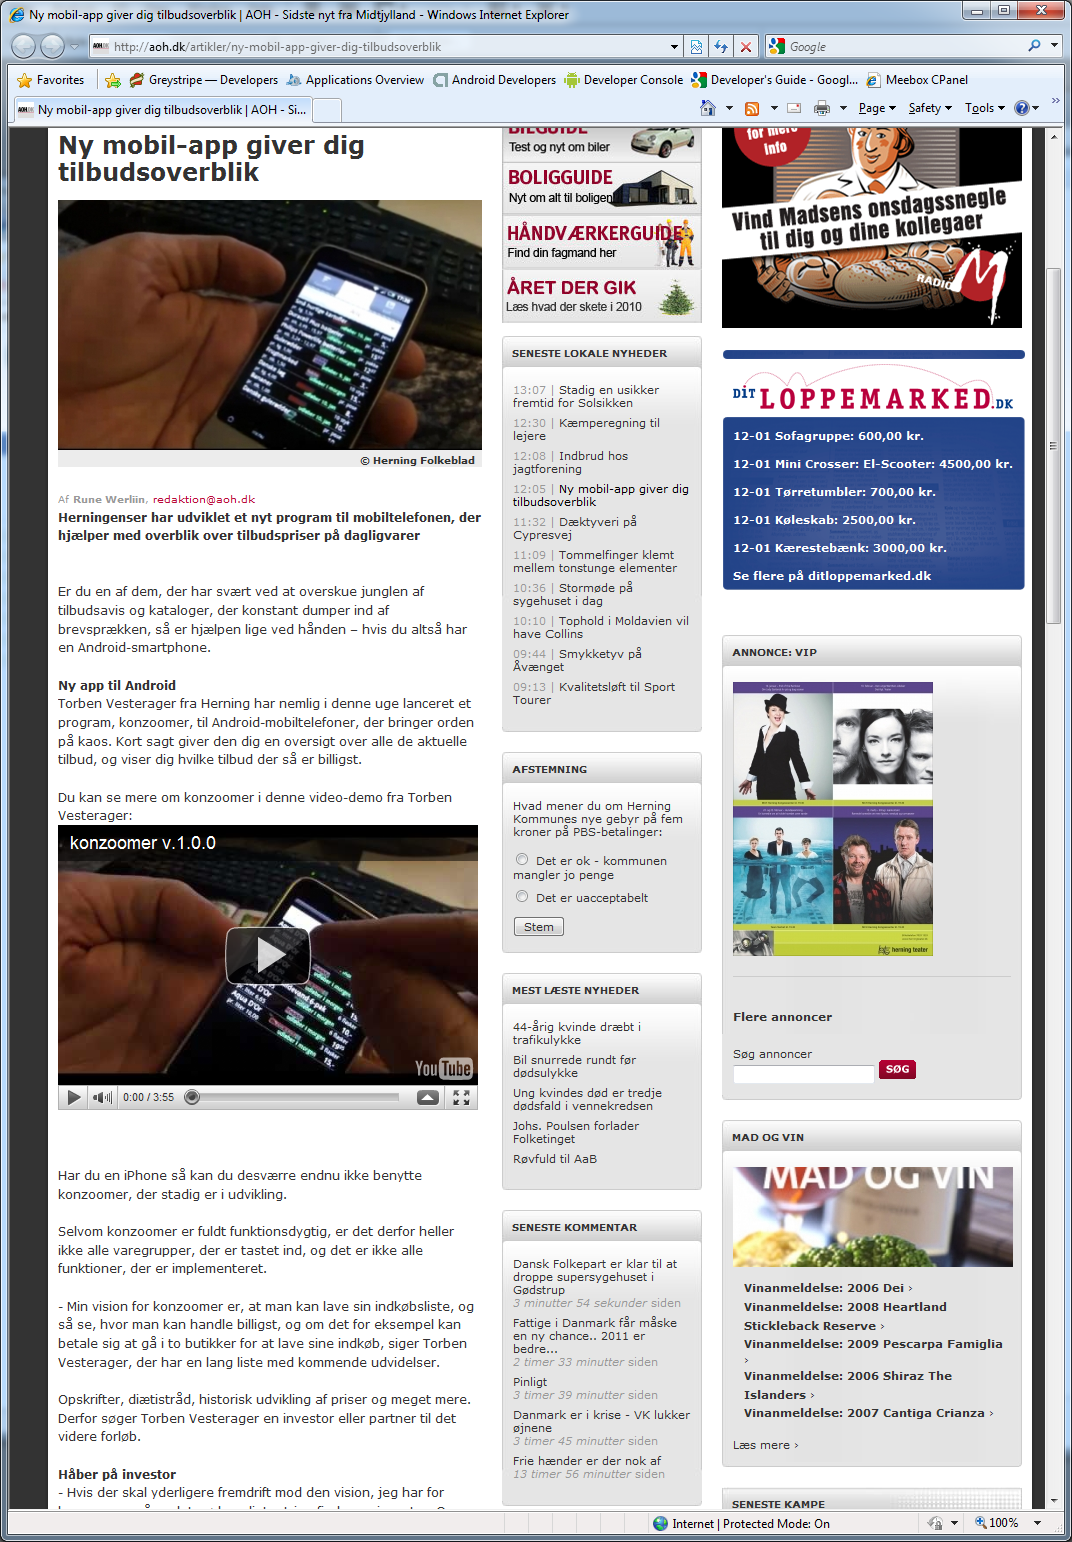 Ny mobil-app giver dig tilbudsoverblik | AOH - Sidste nyt fra Midtjylland - Windows Internet Explorer
http://aoh.dk/artikler/ny-mobil-app-giver-dig-tilbudsoverblik
Google
Favorites
Greystripe — Developers
Applications Overview
Android Developers
Developer Console
Developer's Guide - Googl...
Meebox CPanel
Ny mobil-app giver dig tilbudsoverblik | AOH - Si...
Page
Safety
Tools
Ny mobil-app giver dig
tilbudsoverblik
© Herning Folkeblad
Af Rune Werliin, redaktion@aoh.dk
Herningenser har udviklet et nyt program til mobiltelefonen, der
hjælper med overblik over tilbudspriser på dagligvarer
Er du en af dem, der har svært ved at overskue junglen af
tilbudsavis og kataloger, der konstant dumper ind af
brevsprækken, så er hjælpen lige ved hånden – hvis du altså har
en Android-smartphone.
Ny app til Android
Torben Vesterager fra Herning har nemlig i denne uge lanceret et
program, konzoomer, til Android-mobiltelefoner, der bringer orden
på kaos. Kort sagt giver den dig en oversigt over alle de aktuelle
tilbud, og viser dig hvilke tilbud der så er billigst.
Du kan se mere om konzoomer i denne video-demo fra Torben
Vesterager:
konzoomer v.1.0.0
YouTube
0:00 / 3:55
Har du en iPhone så kan du desværre endnu ikke benytte
konzoomer, der stadig er i udvikling.
Selvom konzoomer er fuldt funktionsdygtig, er det derfor heller
ikke alle varegrupper, der er tastet ind, og det er ikke alle
funktioner, der er implementeret.
- Min vision for konzoomer er, at man kan lave sin indkøbsliste, og
så se, hvor man kan handle billigst, og om det for eksempel kan
betale sig at gå i to butikker for at lave sine indkøb, siger Torben
Vesterager, der har en lang liste med kommende udvidelser.
Opskrifter, diætistråd, historisk udvikling af priser og meget mere.
Derfor søger Torben Vesterager en investor eller partner til det
videre forløb.
Håber på investor
- Hvis der skal yderligere fremdrift mod den vision, jeg har for
BILGUIDE
Test og nyt om biler
BOLIGGUIDE
Nyt om alt til boligen
HÅNDVÆRKERGUIDE
Find din fagmand her
ÅRET DER GIK
Læs hvad der skete i 2010
SENESTE LOKALE NYHEDER
13:07 | Stadig en usikker
fremtid for Solsikken
12:30 | Kæmperegning til
lejere
12:08 | Indbrud hos
jagtforening
12:05 | Ny mobil-app giver dig
tilbudsoverblik
11:32 | Dæktyveri på
Cypresvej
11:09 | Tommelfinger klemt
mellem tonstunge elementer
10:36 | Stormøde på
sygehuset i dag
10:10 | Tophold i Moldavien vil
have Collins
09:44 | Smykketyv på
Åvænget
09:13 | Kvalitetsløft til Sport
Tourer
AFSTEMNING
Hvad mener du om Herning
Kommunes nye gebyr på fem
kroner på PBS-betalinger:
Det er ok - kommunen
mangler jo penge
Det er uacceptabelt
Stem
MEST LÆSTE NYHEDER
44-årig kvinde dræbt i
trafikulykke
Bil snurrede rundt før
dødsulykke
Ung kvindes død er tredje
dødsfald i vennekredsen
Johs. Poulsen forlader
Folketinget
Røvfuld til AaB
SENESTE KOMMENTAR
Dansk Folkepart er klar til at
droppe supersygehuset i
Gødstrup
3 minutter 54 sekunder siden
Fattige i Danmark får måske
en ny chance.. 2011 er
bedre...
2 timer 33 minutter siden
Pinligt
3 timer 39 minutter siden
Danmark er i krise - VK lukker
øjnene
3 timer 45 minutter siden
Frie hænder er der nok af
13 timer 56 minutter siden
for mere
info
Vind Madsens onsdagssnegle
til dig og dine kollegaer
RADIO M
DiT LOPPEMARKED.DK
12-01 Sofagruppe: 600,00 kr.
12-01 Mini Crosser: El-Scooter: 4500,00 kr.
12-01 Tørretumbler: 700,00 kr.
12-01 Køleskab: 2500,00 kr.
12-01 Kærestebænk: 3000,00 kr.
Se flere på ditloppemarked.dk
ANNONCE: VIP
herning teater
Flere annoncer
Søg annoncer
SØG
MAD OG VIN
MAD OG VIN
Vinanmeldelse: 2006 Dei ›
Vinanmeldelse: 2008 Heartland
Stickleback Reserve ›
Vinanmeldelse: 2009 Pescarpa Famiglia
›
Vinanmeldelse: 2006 Shiraz The
Islanders ›
Vinanmeldelse: 2007 Cantiga Crianza ›
Læs mere ›
SENESTE KAMPE
Internet | Protected Mode: On
100%